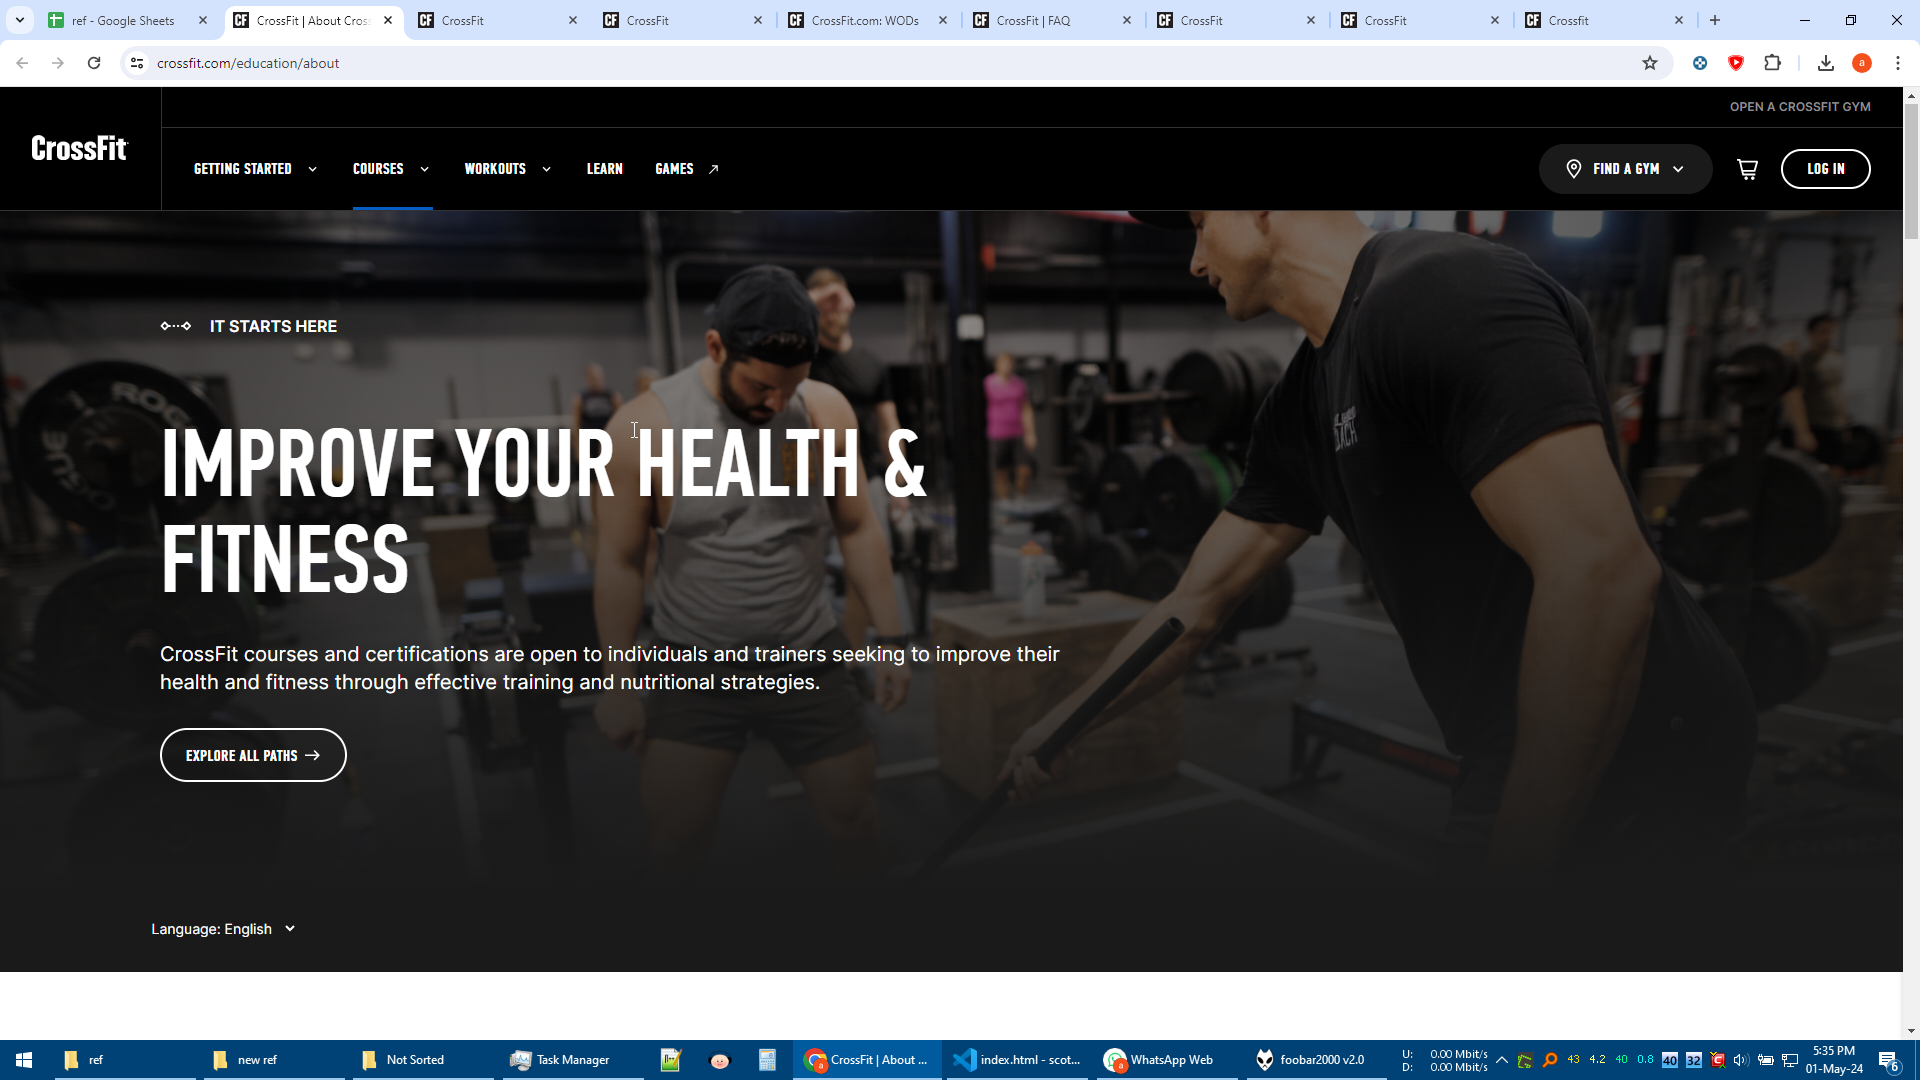 ref - Google Sheets
CrossFit | About Cros
CrossFit
CrossFit
CrossFit.com: WODs
CrossFit | FAQ
CrossFit
CrossFit
Crossfit
crossfit.com/education/about
a
OPEN A CROSSFIT GYM
CrossFit
GETTING STARTED
COURSES
WORKOUTS
LEARN
GAMES
FIND A GYM
LOG IN
IT STARTS HERE
IMPROVE YOUR HEALTH &
FITNESS
CrossFit courses and certifications are open to individuals and trainers seeking to improve their
health and fitness through effective training and nutritional strategies.
EXPLORE ALL PATHS
Language: English
ref
new ref
Not Sorted
Task Manager
CrossFit | About ...
index.html - scot...
WhatsApp Web
foobar2000 v2.0
U: 0.00 Mbit/s
D: 0.00 Mbit/s
43 4.2 40 0.8 40 32
5:35 PM
01-May-24
6